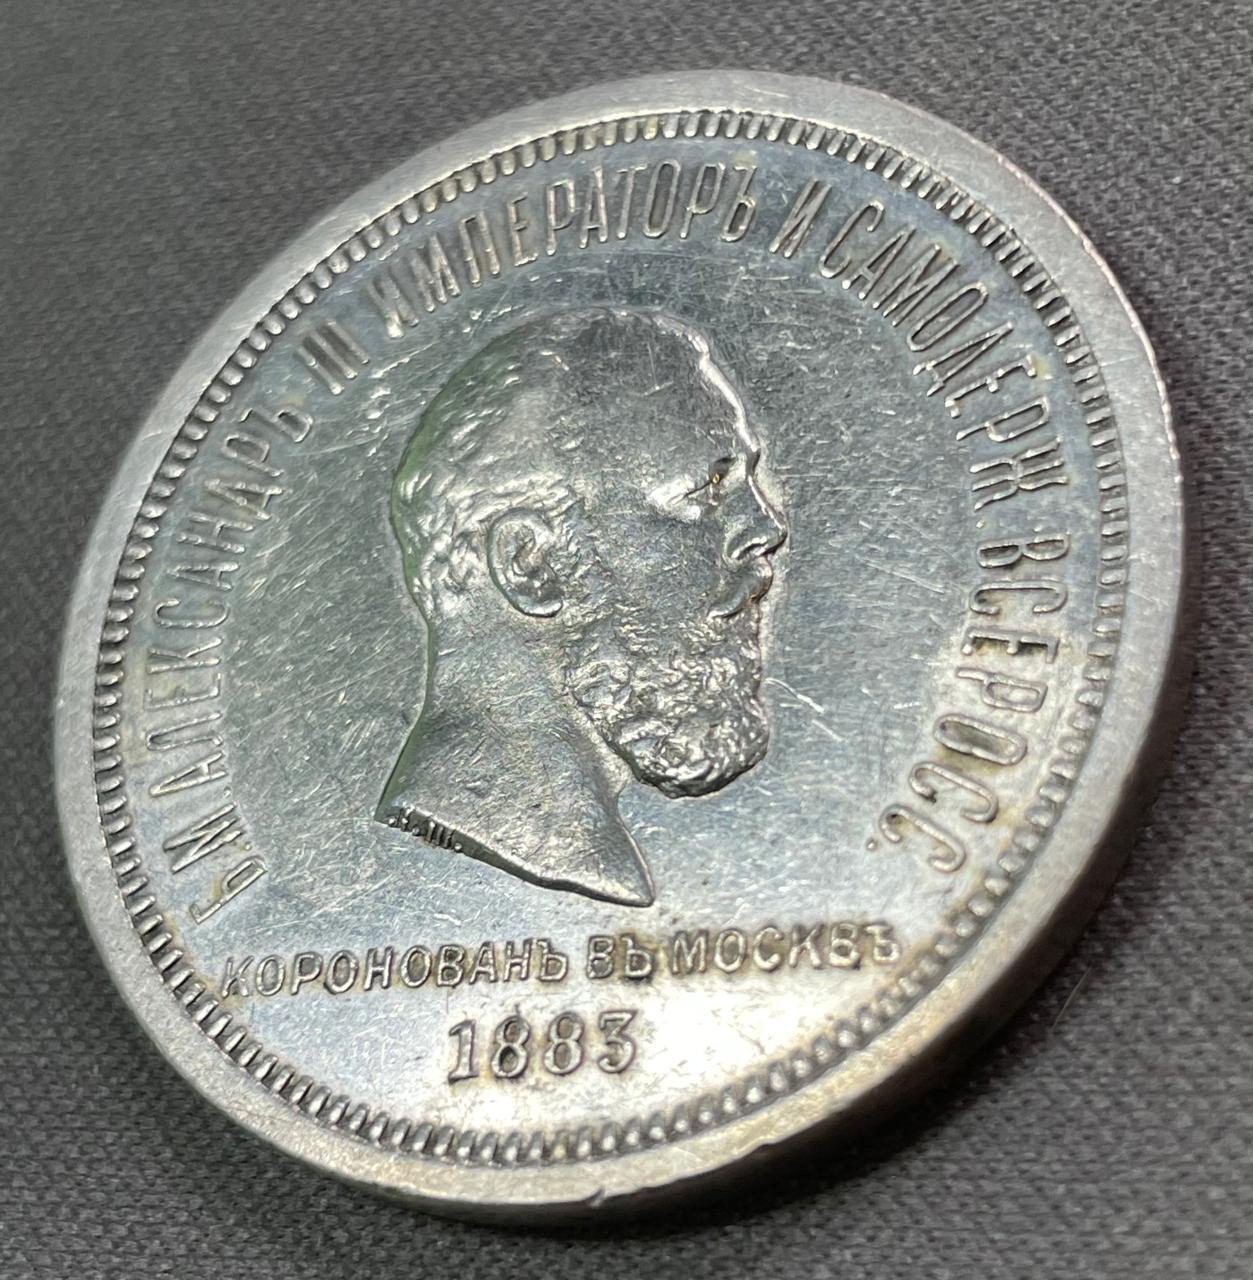 Б. М. АЛЕКСАНДРЪ III ИМПЕРАТОРЪ И САМОДЕРЖ. ВСЕРОСС.
Л. Ш.
КОРОНОВАНЪ ВЪ МОСКВѢ
1883